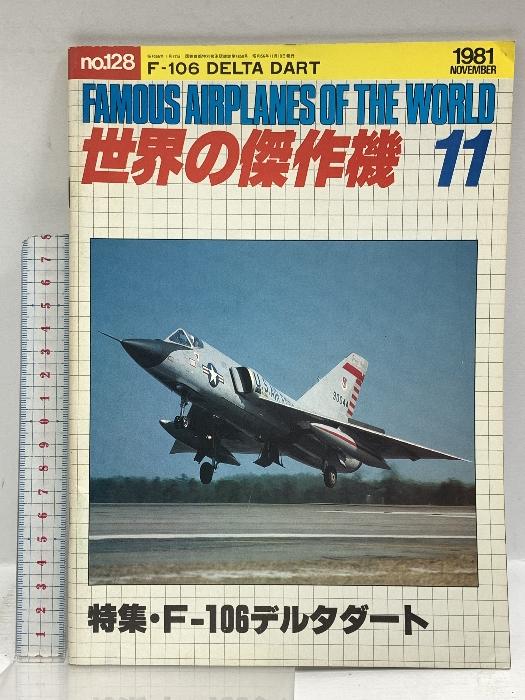 no.128
F-106 DELTA DART
1981
NOVEMBER
FAMOUS AIRPLANES OF THE WORLD
世界の傑作機 11
特集・F-106デルタダート